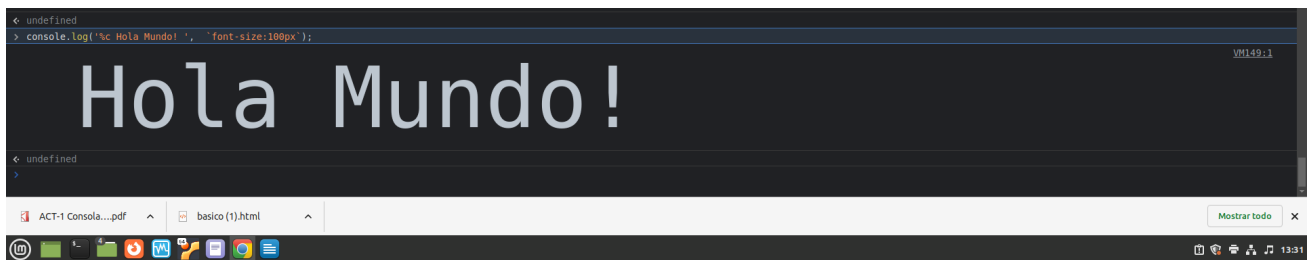 undefined
> console.log('%c Hola Mundo! ', `font-size:100px`);
VM149:1
Hola Mundo!
undefined
>
ACT-1 Consola....pdf
basico (1).html
Mostrar todo
4
13:31